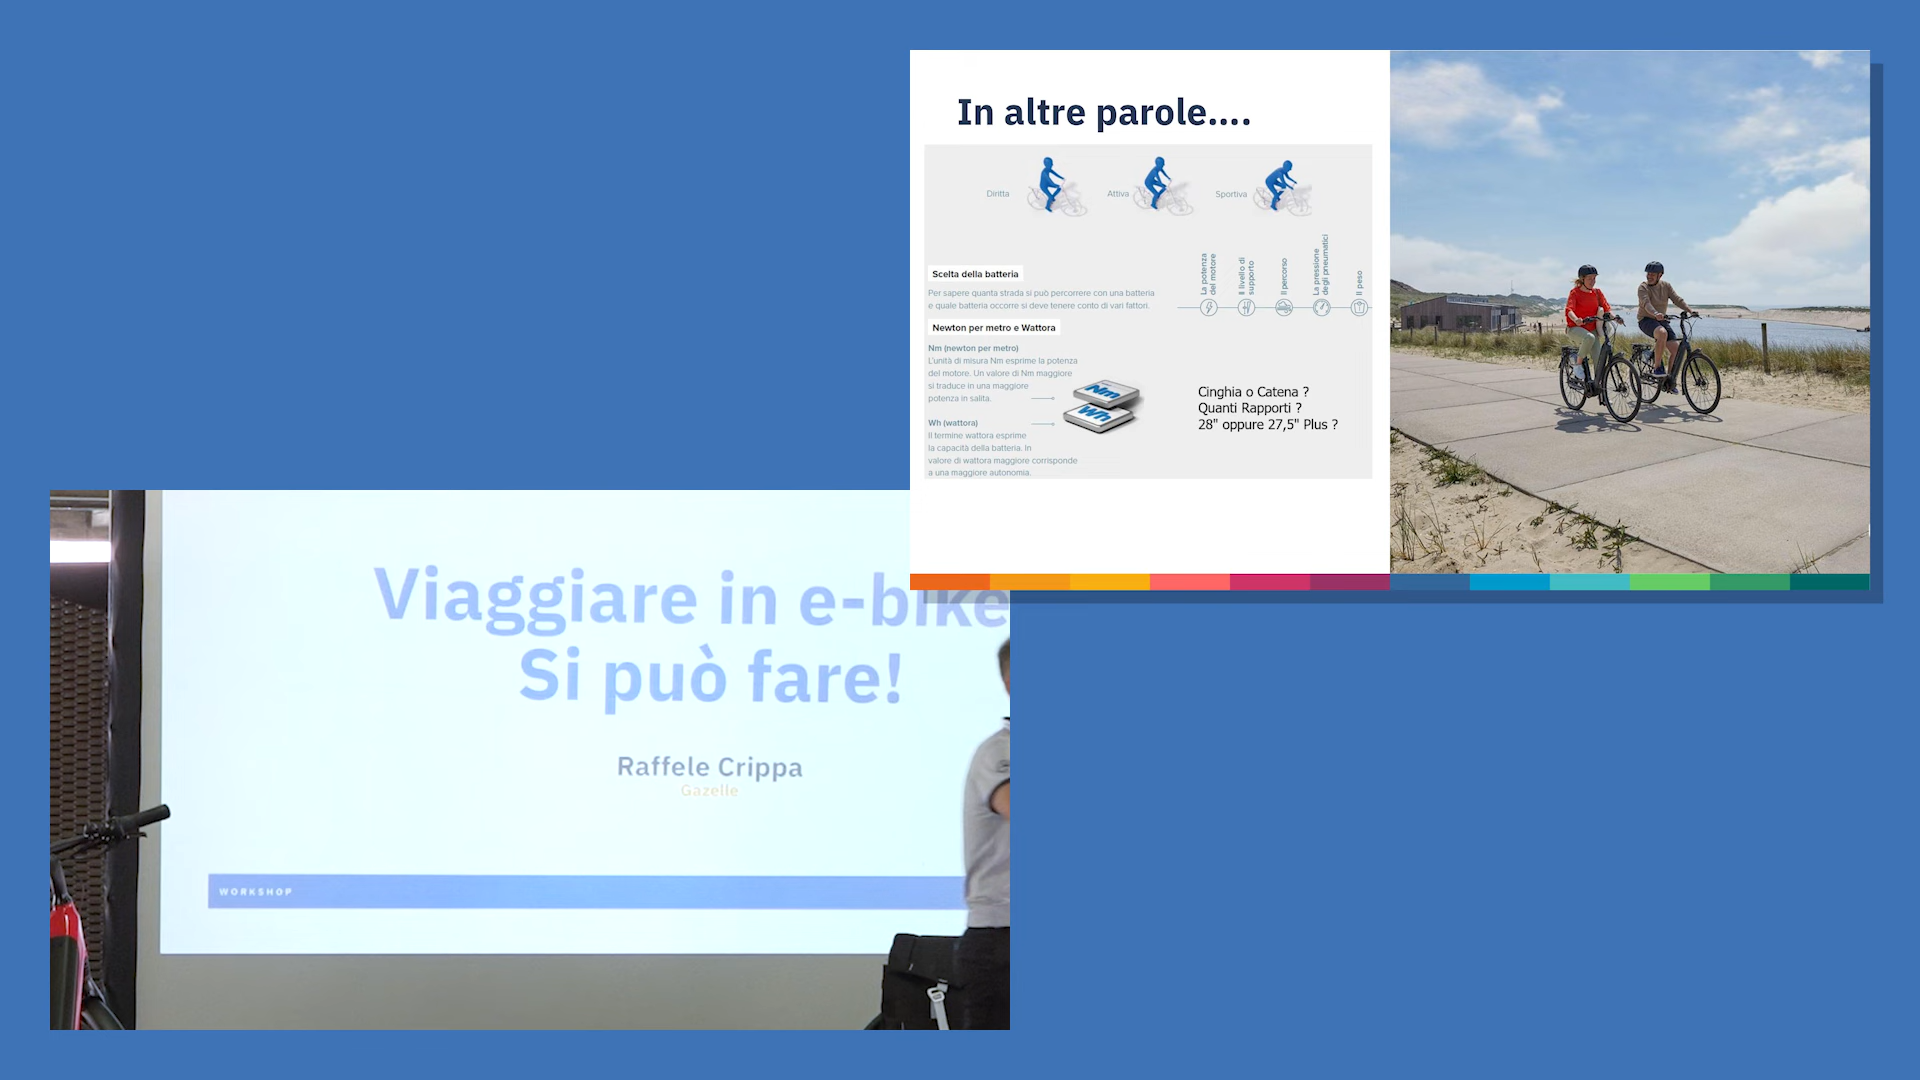 In altre parole....
Diritta
Attiva
Sportiva
La potenza
del motore
Il livello di
supporto
Il percorso
La pressione
degli pneumatici
Il peso
Scelta della batteria
Per sapere quanta strada si può percorrere con una batteria
e quale batteria occorre si deve tenere conto di vari fattori.
Newton per metro e Wattora
Nm (newton per metro)
L'unità di misura Nm esprime la potenza
del motore. Un valore di Nm maggiore
si traduce in una maggiore
potenza in salita.
Nm
Wh
Wh (wattora)
Il termine wattora esprime
la capacità della batteria. In
valore di wattora maggiore corrisponde
a una maggiore autonomia.
Cinghia o Catena ?
Quanti Rapporti ?
28" oppure 27,5" Plus ?
Viaggiare in e-bike
Si può fare!
Raffele Crippa
Gazelle
WORKSHOP